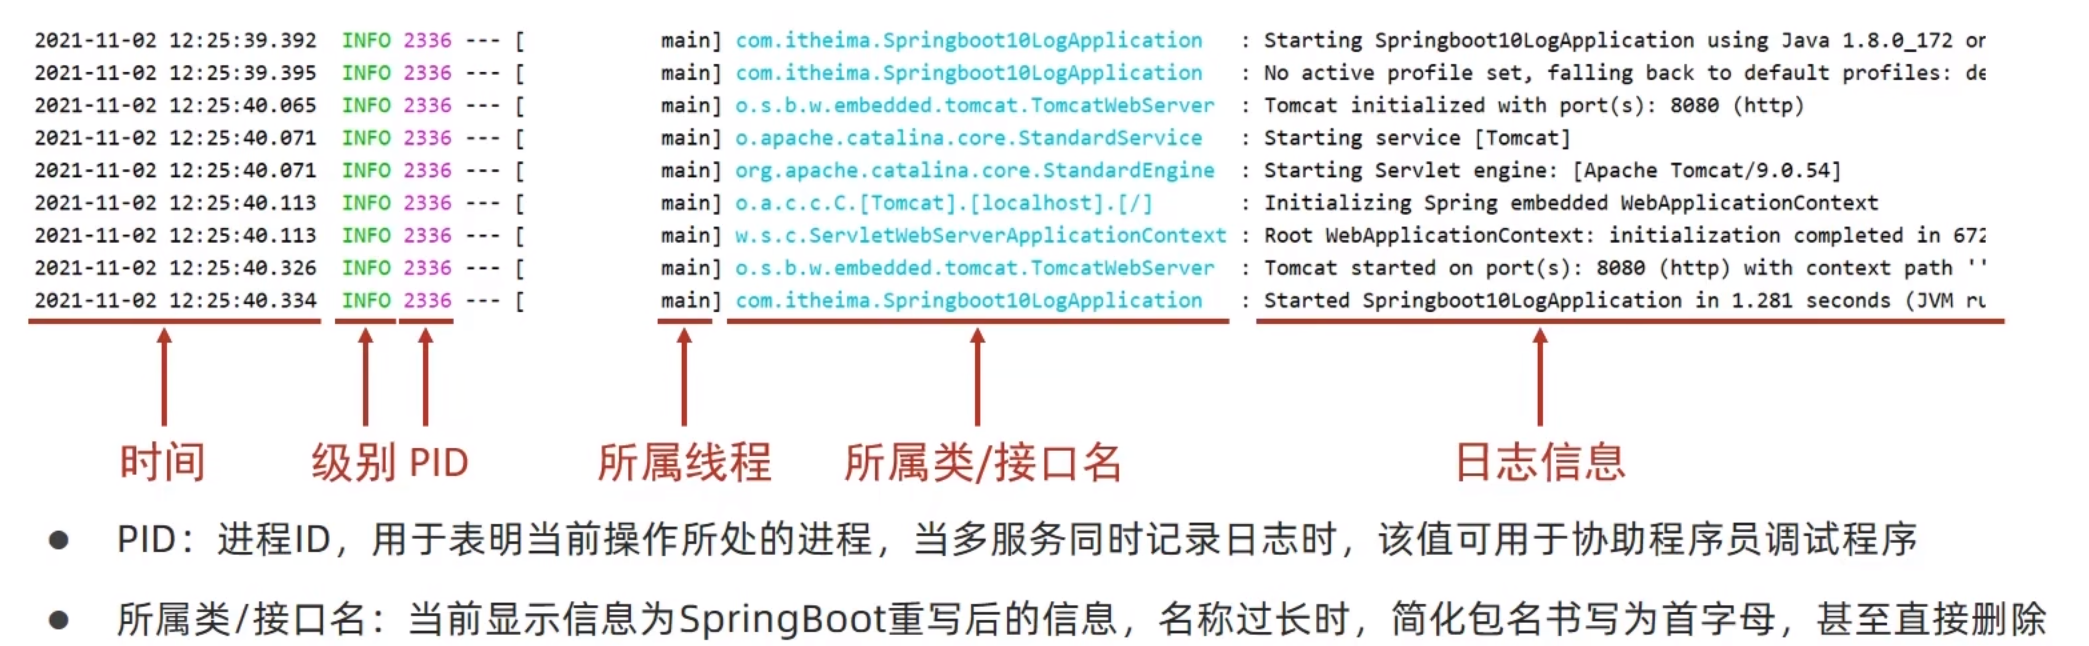 2021-11-02 12:25:39.392  INFO 2336 --- [           main] com.itheima.Springboot10LogApplication   : Starting Springboot10LogApplication using Java 1.8.0_172 on
2021-11-02 12:25:39.395  INFO 2336 --- [           main] com.itheima.Springboot10LogApplication   : No active profile set, falling back to default profiles: de
2021-11-02 12:25:40.065  INFO 2336 --- [           main] o.s.b.w.embedded.tomcat.TomcatWebServer  : Tomcat initialized with port(s): 8080 (http)
2021-11-02 12:25:40.071  INFO 2336 --- [           main] o.apache.catalina.core.StandardService   : Starting service [Tomcat]
2021-11-02 12:25:40.071  INFO 2336 --- [           main] org.apache.catalina.core.StandardEngine  : Starting Servlet engine: [Apache Tomcat/9.0.54]
2021-11-02 12:25:40.113  INFO 2336 --- [           main] o.a.c.c.C.[Tomcat].[localhost].[/]       : Initializing Spring embedded WebApplicationContext
2021-11-02 12:25:40.113  INFO 2336 --- [           main] w.s.c.ServletWebServerApplicationContext : Root WebApplicationContext: initialization completed in 672
2021-11-02 12:25:40.326  INFO 2336 --- [           main] o.s.b.w.embedded.tomcat.TomcatWebServer  : Tomcat started on port(s): 8080 (http) with context path ''
2021-11-02 12:25:40.334  INFO 2336 --- [           main] com.itheima.Springboot10LogApplication   : Started Springboot10LogApplication in 1.281 seconds (JVM ru
时间 级别 PID 所属线程 所属类/接口名 日志信息
● PID：进程ID，用于表明当前操作所处的进程，当多服务同时记录日志时，该值可用于协助程序员调试程序
● 所属类/接口名：当前显示信息为SpringBoot重写后的信息，名称过长时，简化包名书写为首字母，甚至直接删除